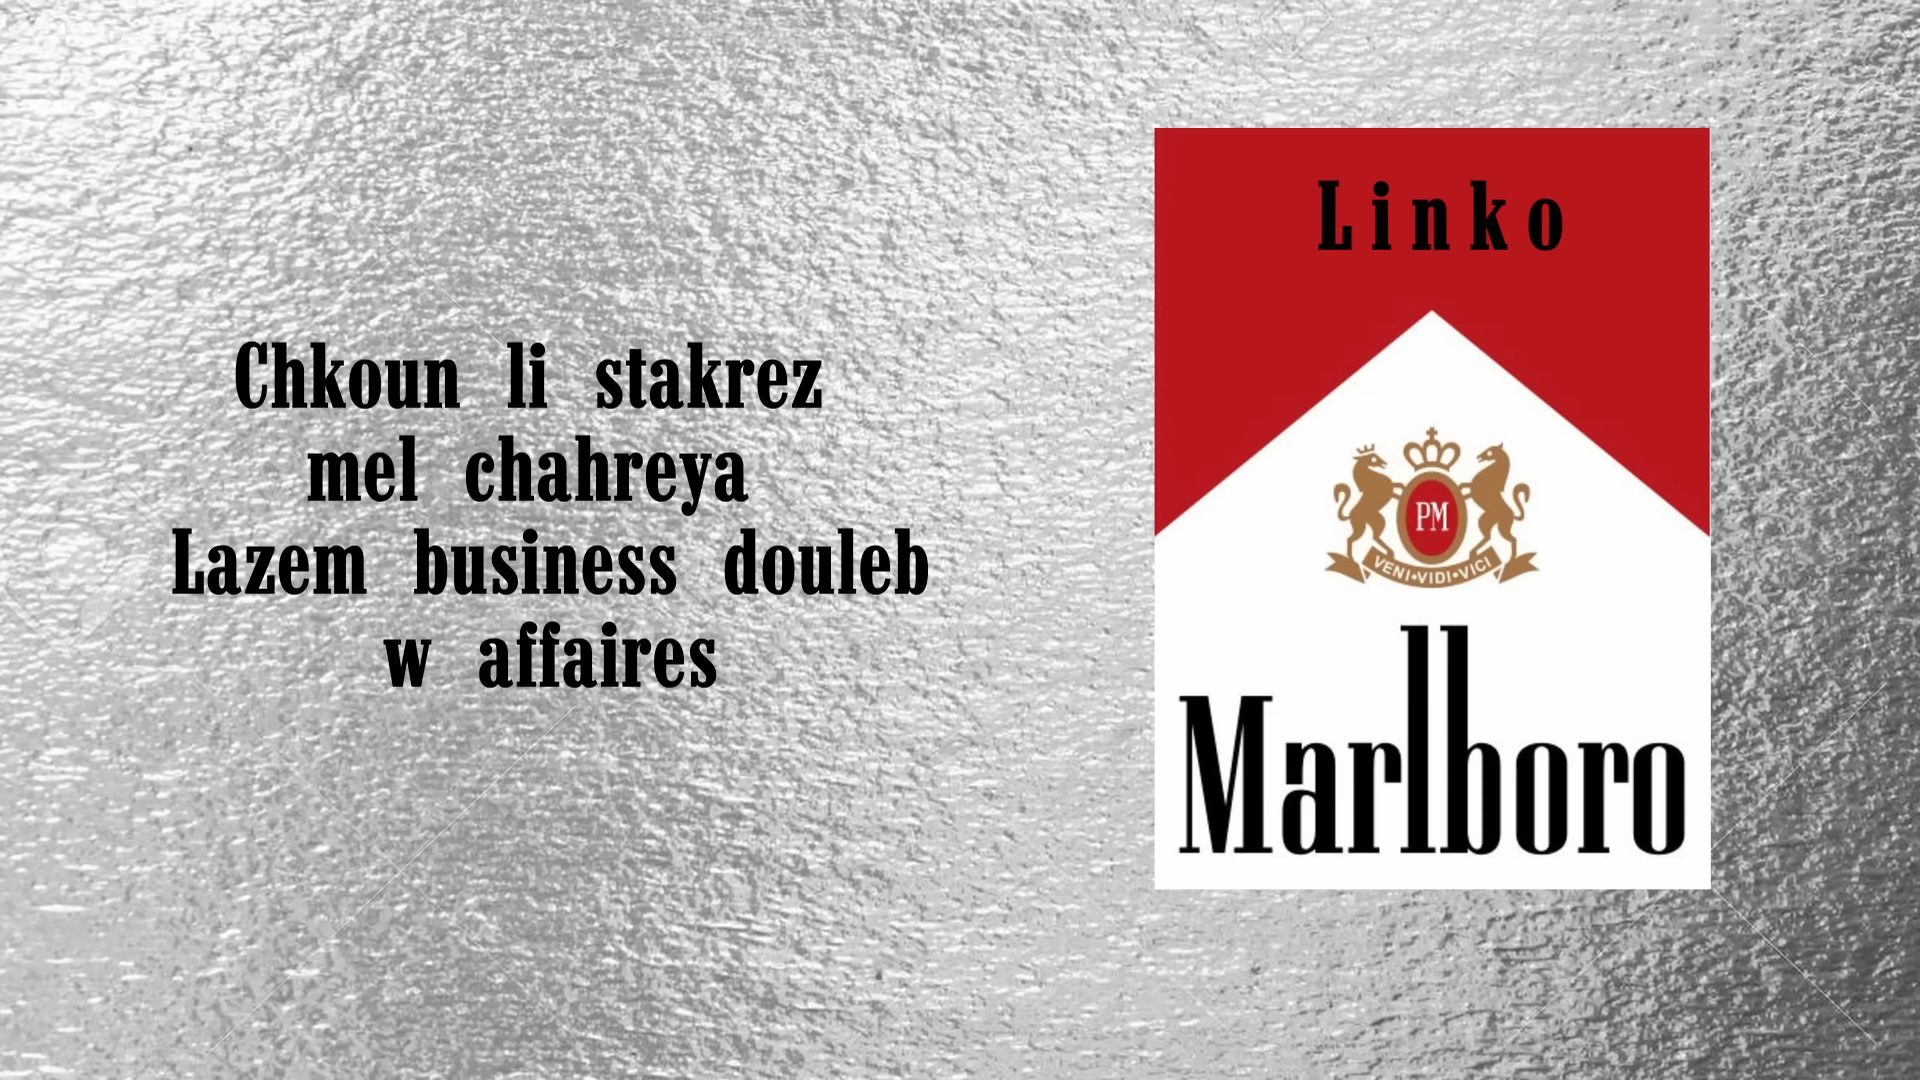 Chkoun li stakrez
mel chahreya
Lazem business douleb
w affaires
Linko
PM
VENI•VIDI•VICI
Marlboro